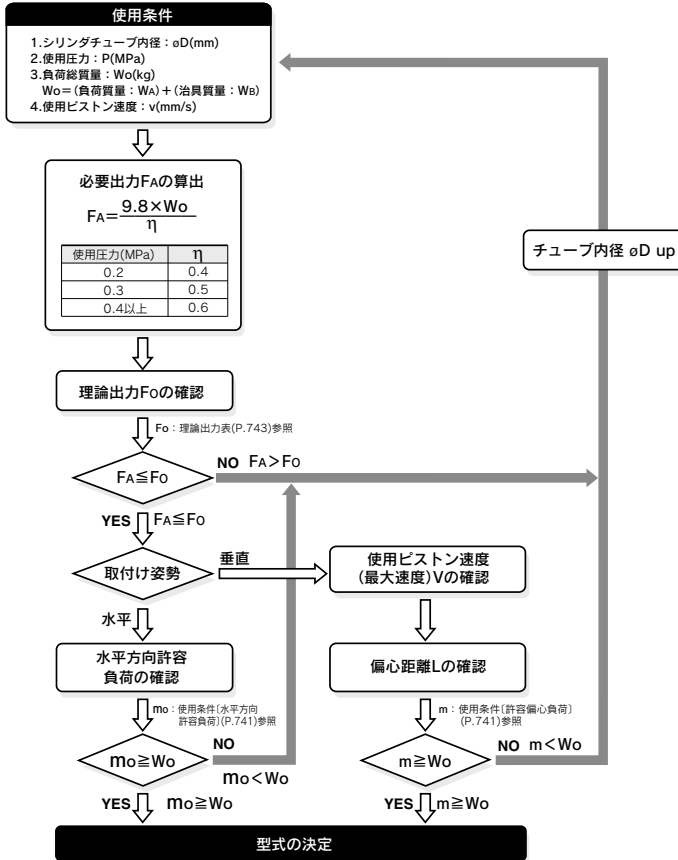 使用条件
1.シリンダチューブ内径：øD(mm)
2.使用圧力：P(MPa)
3.負荷総質量：Wo(kg)
Wo＝(負荷質量：WA)＋(治具質量：WB)
4.使用ピストン速度：v(mm/s)
必要出力FAの算出
FA＝9.8×Wo/η
使用圧力(MPa) η
0.2 0.4
0.3 0.5
0.4以上 0.6
チューブ内径 øD up
理論出力Foの確認
Fo：理論出力表(P.743)参照
FA≦Fo
NO FA＞Fo
YES FA≦Fo
取付け姿勢
垂直
使用ピストン速度
(最大速度)Vの確認
水平
水平方向許容
負荷の確認
偏心距離Lの確認
mo：使用条件〔水平方向
許容負荷〕(P.741)参照
m：使用条件〔許容偏心負荷〕
(P.741)参照
mo≧Wo
NO
mo＜Wo
m≧Wo
NO m＜Wo
YES mo≧Wo
YES m≧Wo
型式の決定